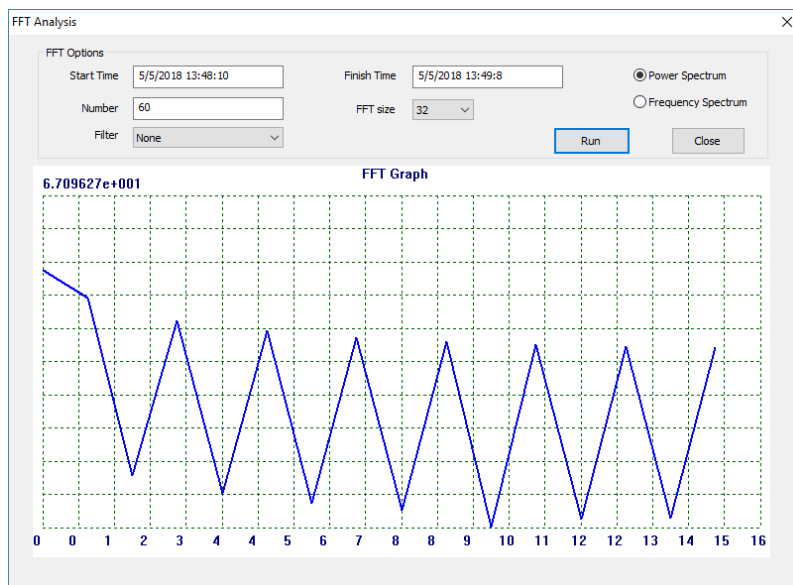 FFT Analysis
FFT Options
Start Time 5/5/2018 13:48:10 Finish Time 5/5/2018 13:49:8 Power Spectrum
Number 60 FFT size 32 Frequency Spectrum
Filter None Run Close
FFT Graph
6.709627e+001
0 0 1 2 3 4 4 5 6 7 8 8 9 10 11 12 12 13 14 15 16